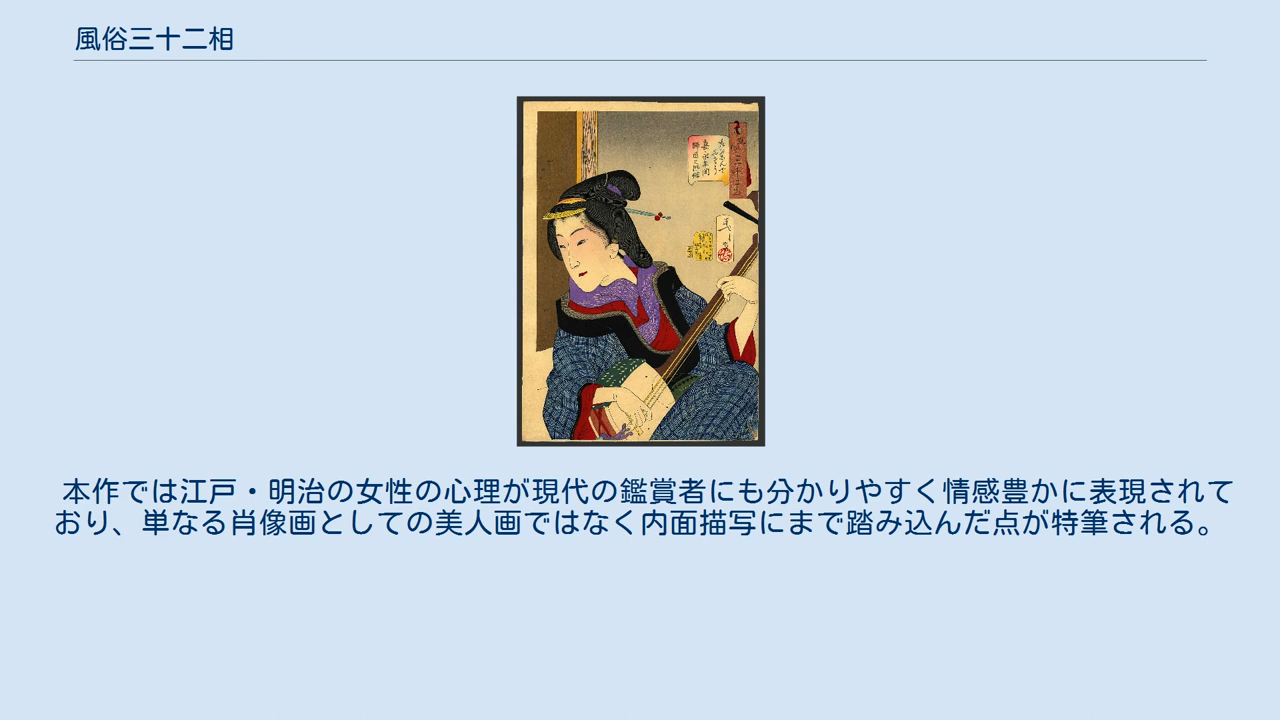 風俗三十二相
本作では江戸・明治の女性の心理が現代の鑑賞者にも分かりやすく情感豊かに表現されて
おり、単なる肖像画としての美人画ではなく内面描写にまで踏み込んだ点が特筆される。